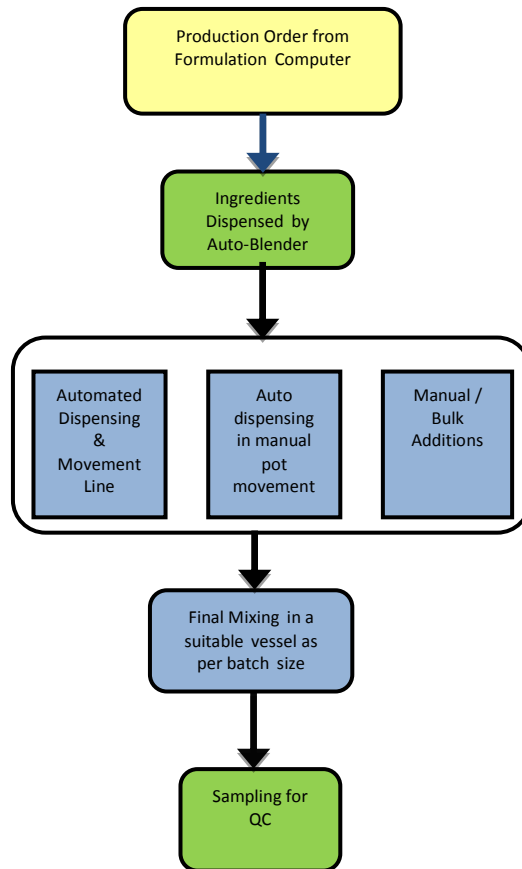 Production Order from
Formulation Computer
Ingredients
Dispensed by
Auto-Blender
Automated
Dispensing
&
Movement
Line
Auto
dispensing
in manual
pot
movement
Manual /
Bulk
Additions
Final Mixing in a
suitable vessel as
per batch size
Sampling for
QC